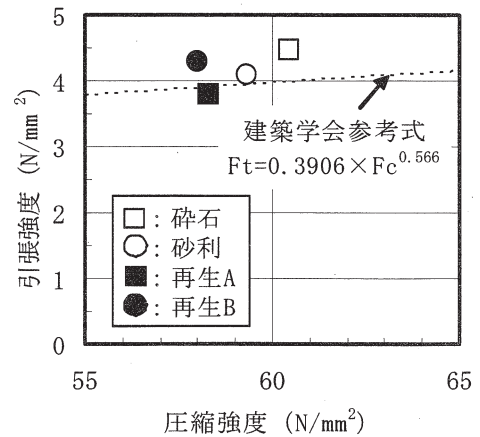 5
4
3
2
1
0
引張強度 (N/mm²)
建築学会参考式
Ft=0.3906×Fc^0.566
□: 砕石
○: 砂利
■: 再生A
●: 再生B
55
60
65
圧縮強度 (N/mm²)